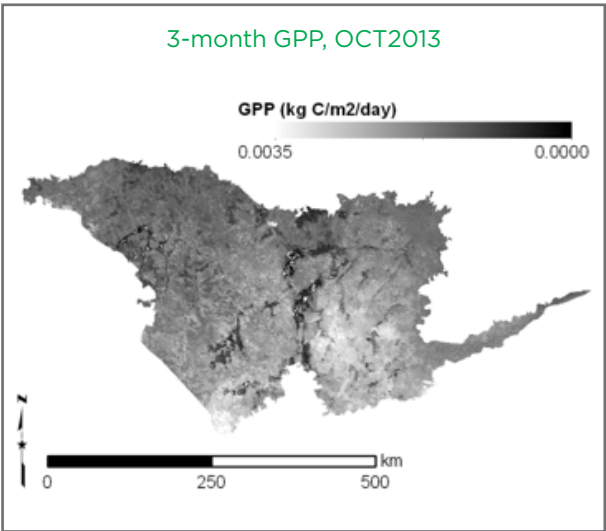 3-month GPP, OCT2013
GPP (kg C/m2/day)
0.0035 0.0000
N
km
0 250 500